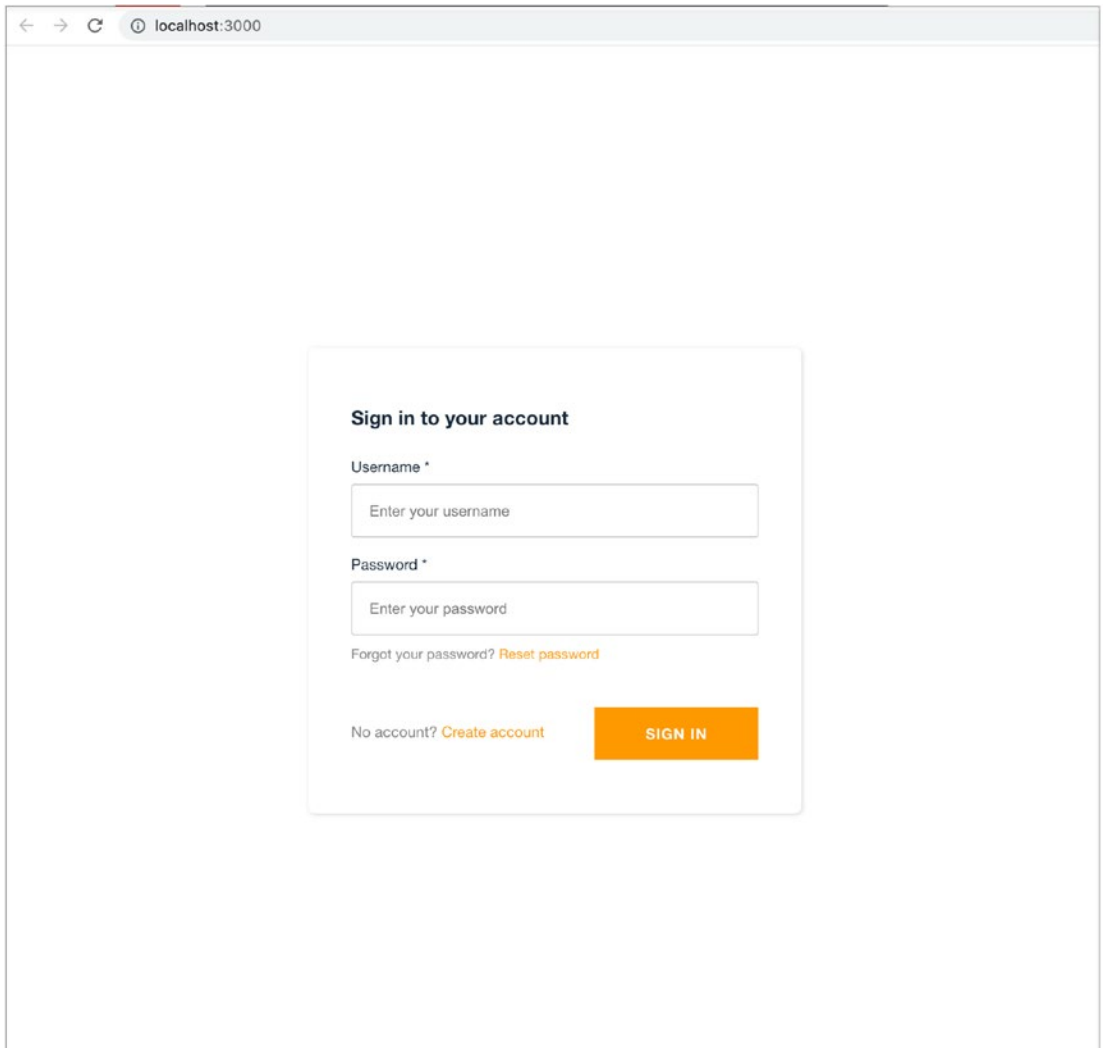 localhost:3000
Sign in to your account
Username *
Enter your username
Password *
Enter your password
Forgot your password? Reset password
No account? Create account
SIGN IN